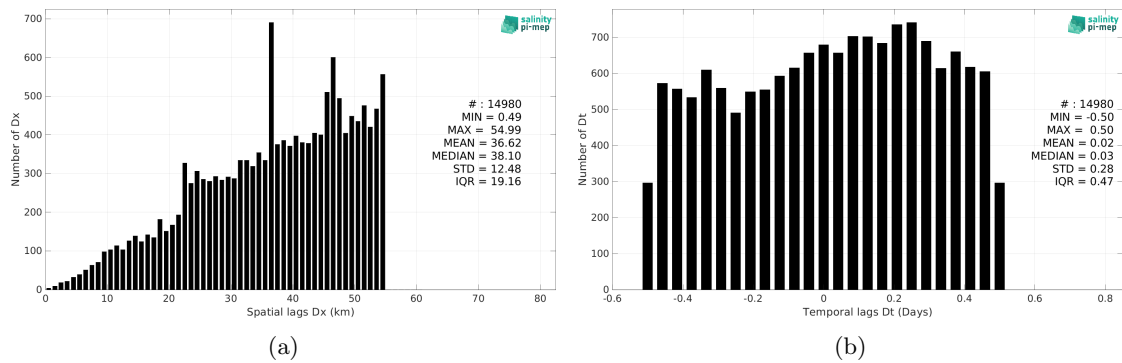 700
600
500
400
300
200
100
0
Number of Dx
0
10
20
30
40
50
60
70
80
Spatial lags Dx (km)
salinity
pi-mep
# : 14980
MIN = 0.49
MAX = 54.99
MEAN = 36.62
MEDIAN = 38.10
STD = 12.48
IQR = 19.16
(a)
700
600
500
400
300
200
100
0
Number of Dt
-0.6
-0.4
-0.2
0
0.2
0.4
0.6
0.8
Temporal lags Dt (Days)
salinity
pi-mep
# : 14980
MIN = -0.50
MAX = 0.50
MEAN = 0.02
MEDIAN = 0.03
STD = 0.28
IQR = 0.47
(b)